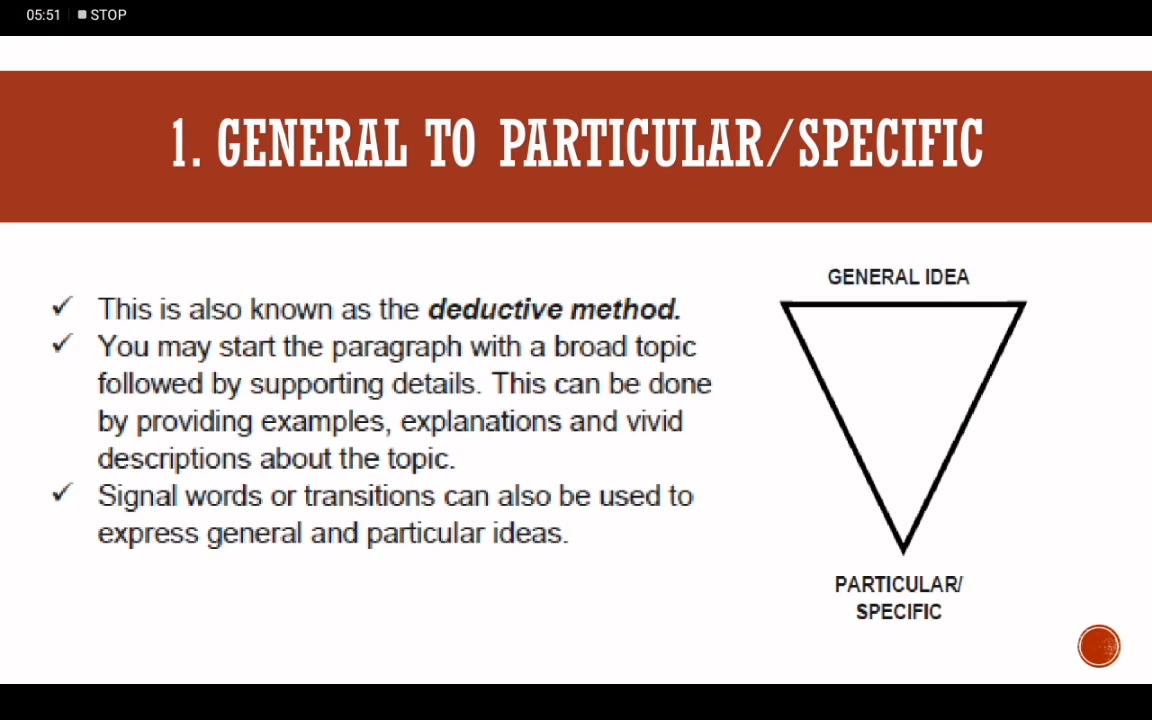 05:51 STOP
1. GENERAL TO PARTICULAR/SPECIFIC
GENERAL IDEA
✓ This is also known as the deductive method.
✓ You may start the paragraph with a broad topic
followed by supporting details. This can be done
by providing examples, explanations and vivid
descriptions about the topic.
✓ Signal words or transitions can also be used to
express general and particular ideas.
PARTICULAR/
SPECIFIC